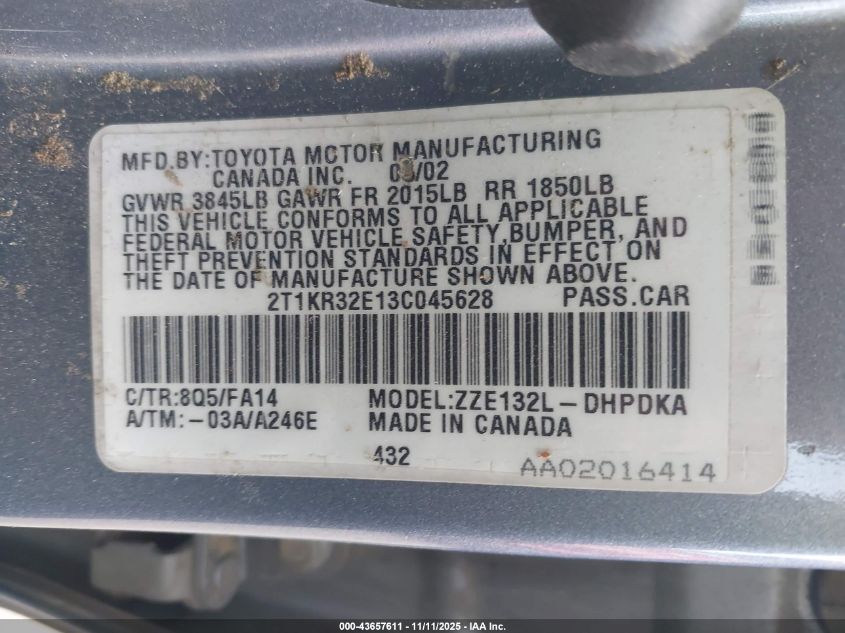 MFD.BY:TOYOTA MOTOR MANUFACTURING
CANADA INC.
GVWR 3845LB GAWR FR 2015LB RR 1850LB
THIS VEHICLE CONFORMS TO ALL APPLICABLE
FEDERAL MOTOR VEHICLE SAFETY,BUMPER, AND
THEFT PREVENTION STANDARDS IN EFFECT ON
THE DATE OF MANUFACTURE SHOWN ABOVE.
2T1KR32E13C045628 PASS.CAR
C/TR:8Q5/FA14 MODEL:ZZE132L-DHPDKA
A/TM:-03A/A246E MADE IN CANADA
432
AA02016414
000-43657611 - 11/11/2025 - IAA Inc.